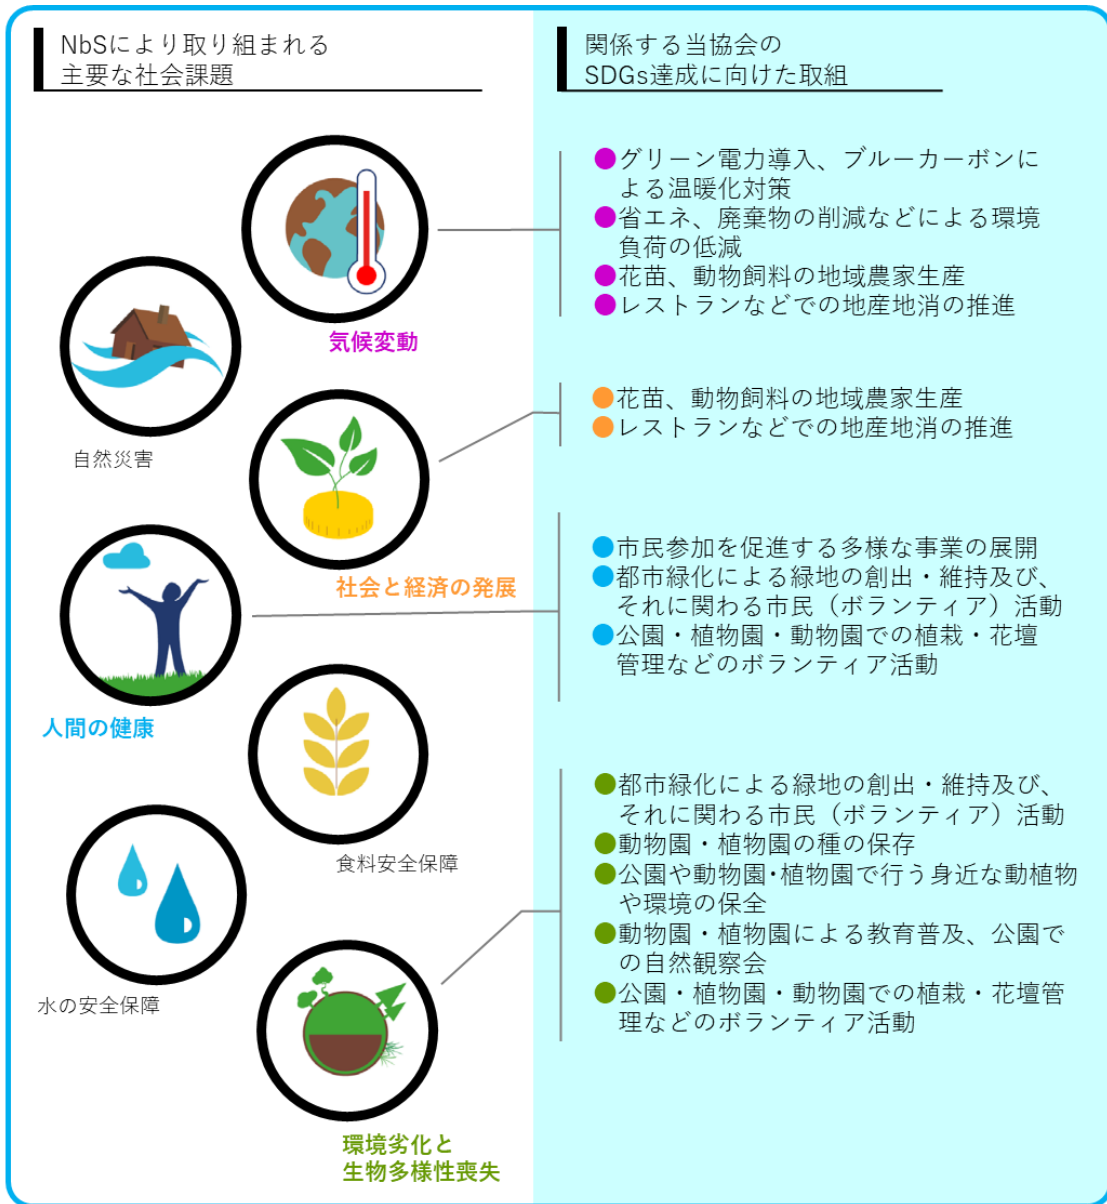 NbSにより取り組まれる
主要な社会課題
関係する当協会の
SDGs達成に向けた取組
気候変動
自然災害
社会と経済の発展
人間の健康
食料安全保障
水の安全保障
環境劣化と
生物多様性喪失
●グリーン電力導入、ブルーカーボンに
よる温暖化対策
●省エネ、廃棄物の削減などによる環境
負荷の低減
●花苗、動物飼料の地域農家生産
●レストランなどでの地産地消の推進
●花苗、動物飼料の地域農家生産
●レストランなどでの地産地消の推進
●市民参加を促進する多様な事業の展開
●都市緑化による緑地の創出・維持及び、
それに関わる市民（ボランティア）活動
●公園・植物園・動物園での植栽・花壇
管理などのボランティア活動
●都市緑化による緑地の創出・維持及び、
それに関わる市民（ボランティア）活動
●動物園・植物園の種の保存
●公園や動物園･植物園で行う身近な動植物
や環境の保全
●動物園・植物園による教育普及、公園で
の自然観察会
●公園・植物園・動物園での植栽・花壇管
理などのボランティア活動